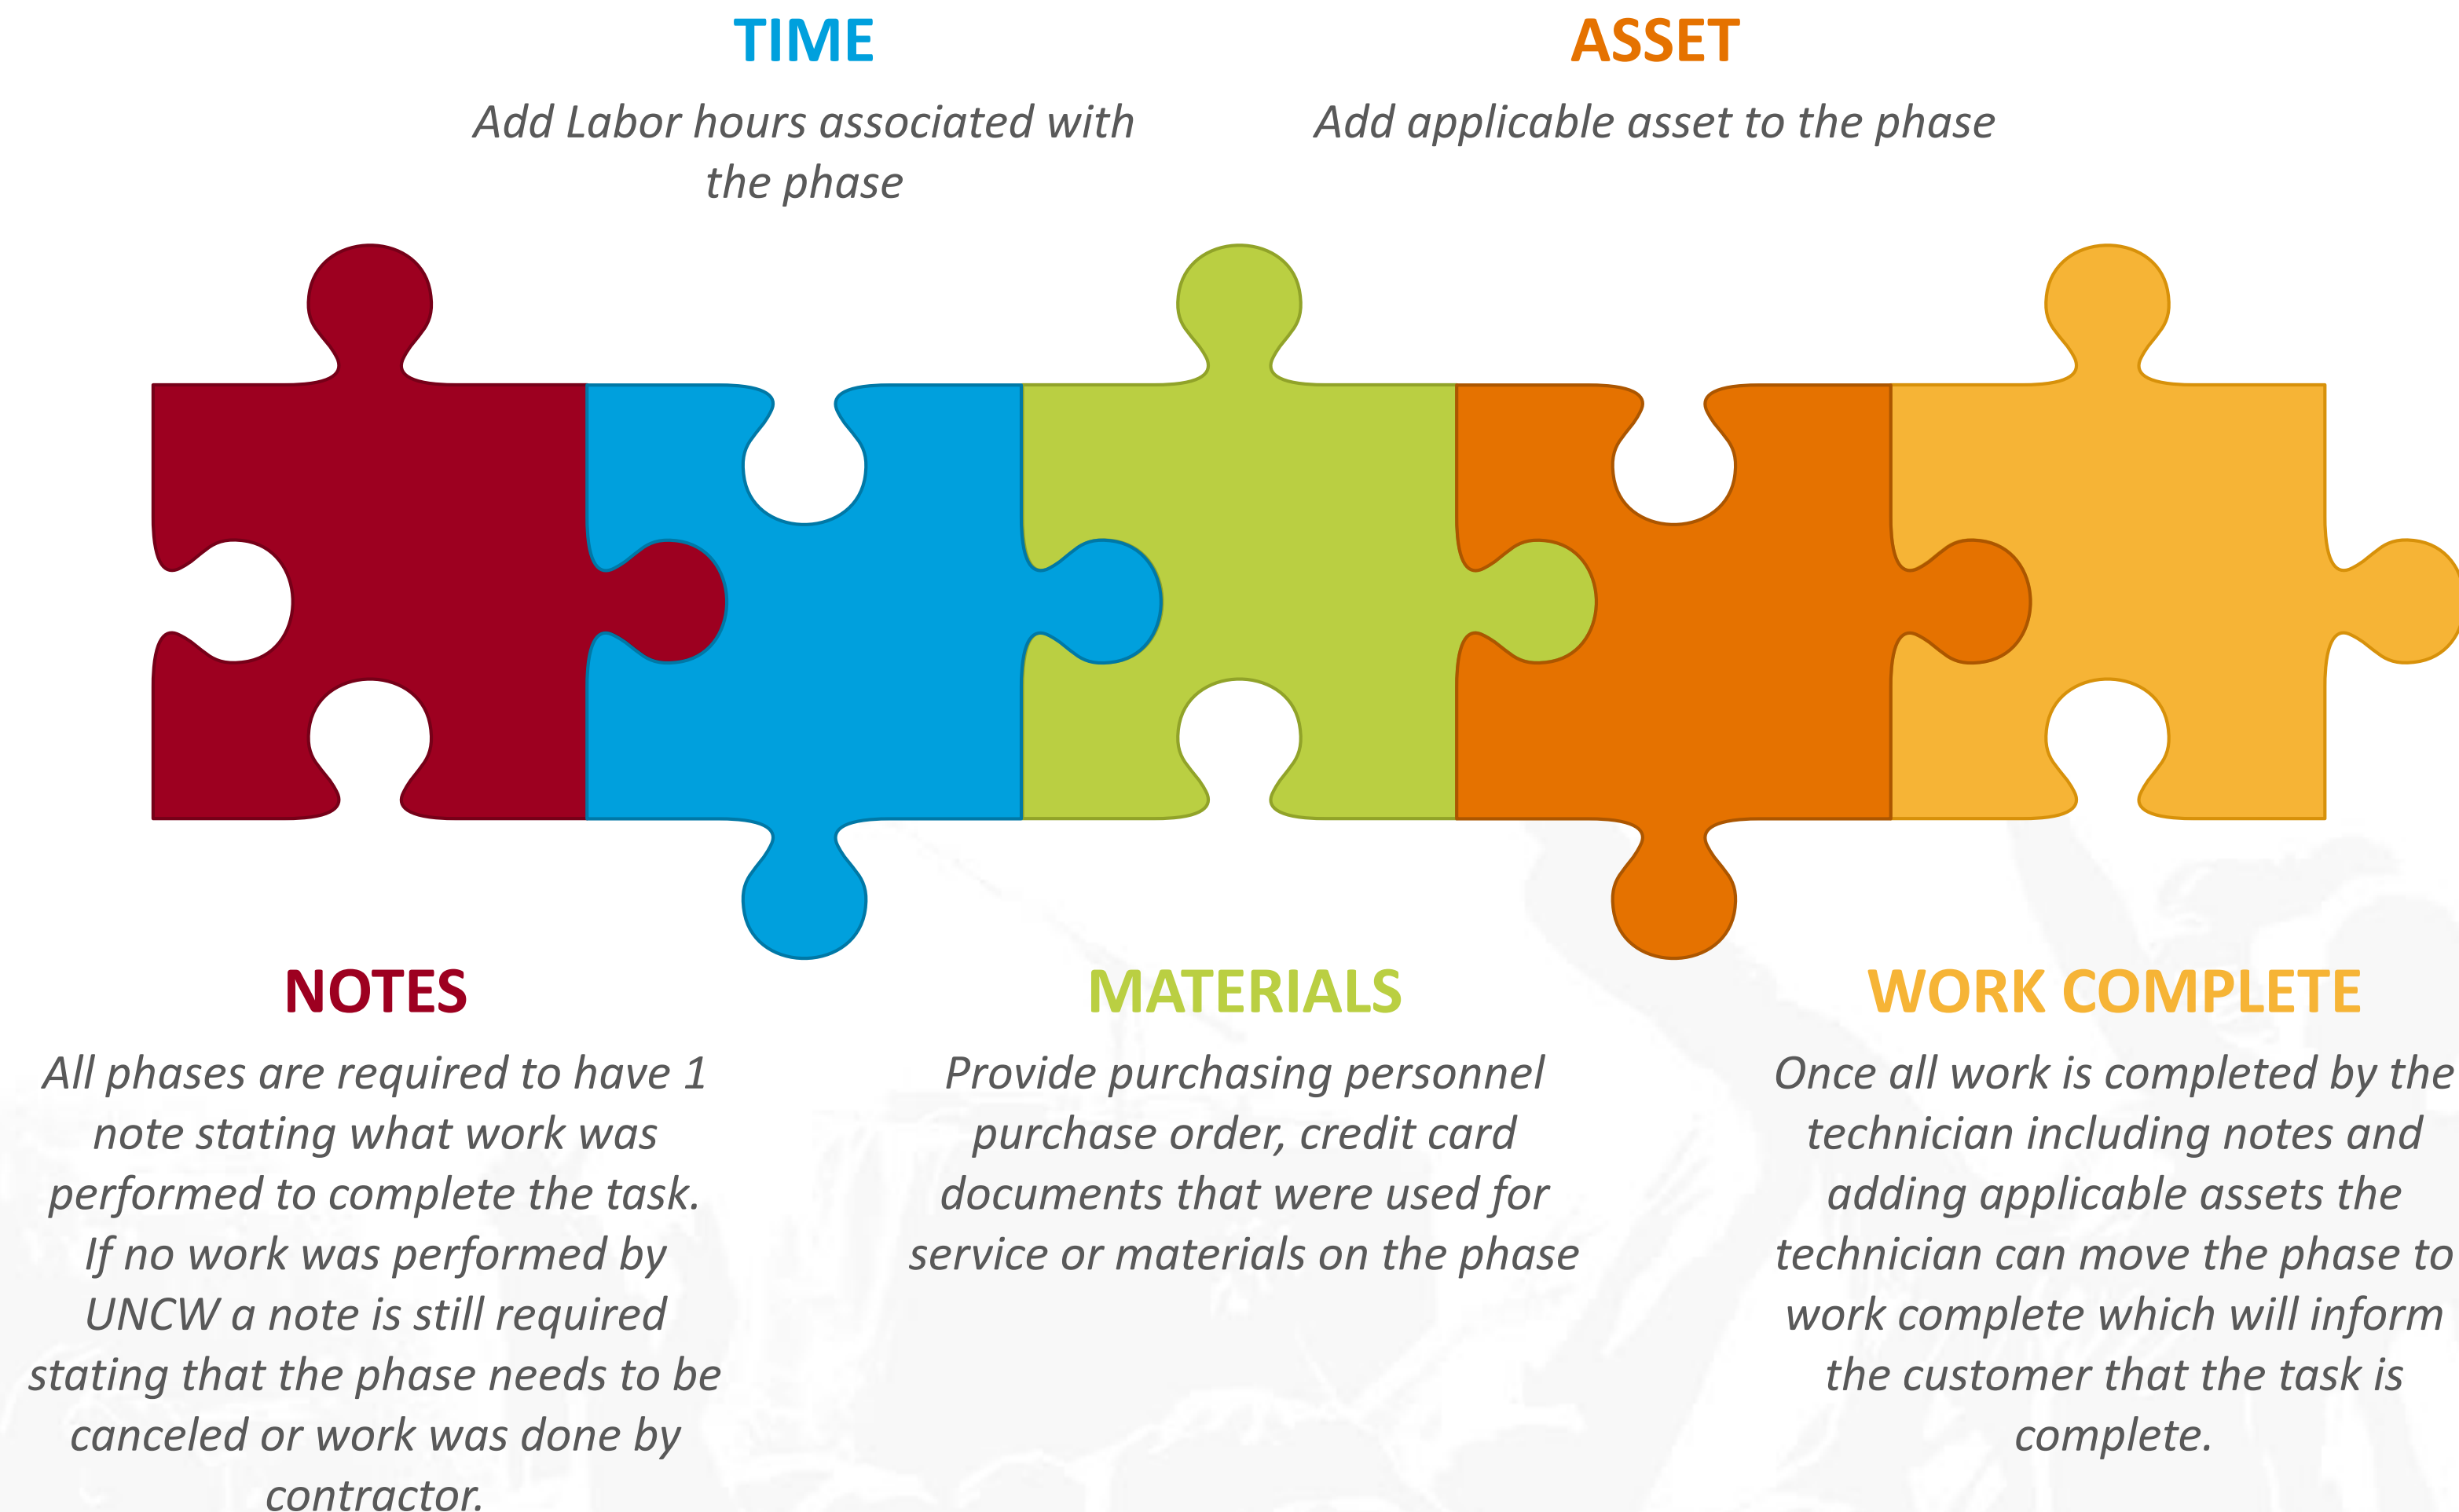 TIME
Add Labor hours associated with
the phase
ASSET
Add applicable asset to the phase
NOTES
All phases are required to have 1
note stating what work was
performed to complete the task.
If no work was performed by
UNCW a note is still required
stating that the phase needs to be
canceled or work was done by
contractor.
MATERIALS
Provide purchasing personnel
purchase order, credit card
documents that were used for
service or materials on the phase
WORK COMPLETE
Once all work is completed by the
technician including notes and
adding applicable assets the
technician can move the phase to
work complete which will inform
the customer that the task is
complete.